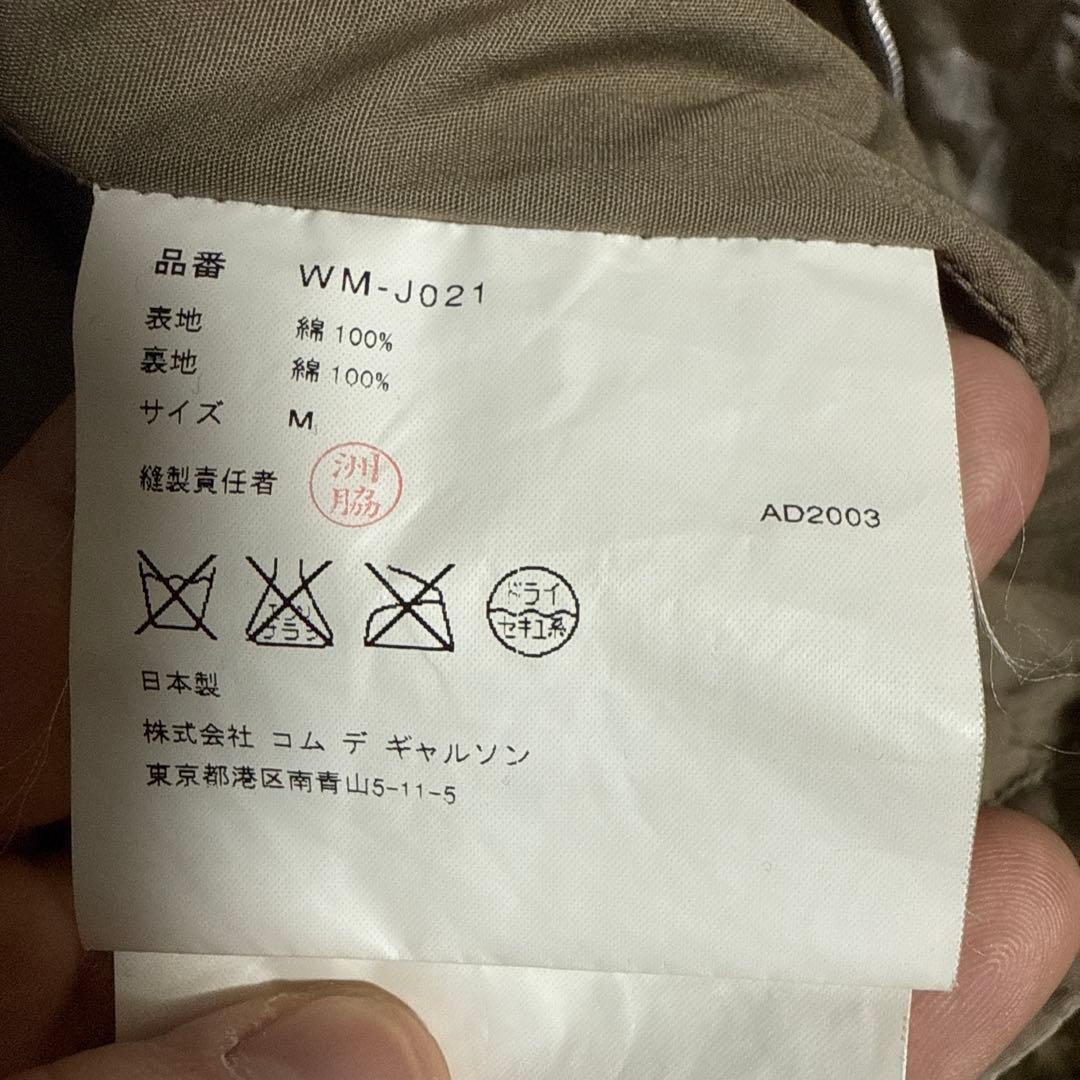 品番 WM-J021
表地 綿 100%
裏地 綿 100%
サイズ M
縫製責任者 洲脇
AD2003
ドライ
セキユ系
日本製
株式会社 コム デ ギャルソン
東京都港区南青山5-11-5